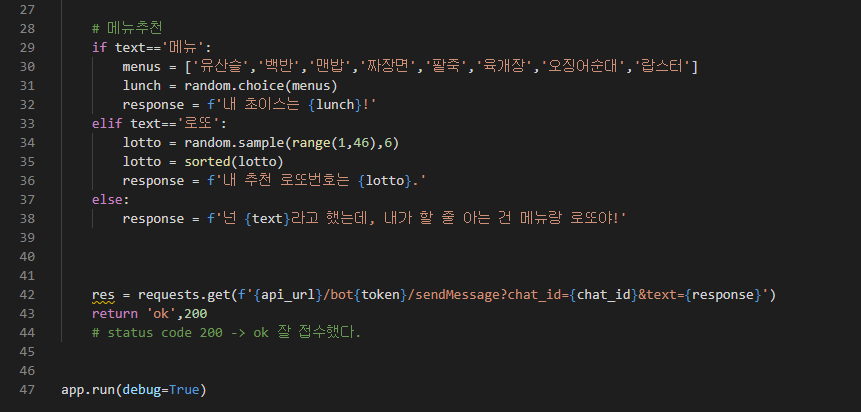 27
28 # 메뉴추천
29 if text=='메뉴':
30 menus = ['유산슬','백반','맨밥','짜장면','팥죽','육개장','오징어순대','랍스터']
31 lunch = random.choice(menus)
32 response = f'내 초이스는 {lunch}!'
33 elif text=='로또':
34 lotto = random.sample(range(1,46),6)
35 lotto = sorted(lotto)
36 response = f'내 추천 로또번호는 {lotto}.'
37 else:
38 response = f'넌 {text}라고 했는데, 내가 할 줄 아는 건 메뉴랑 로또야!'
39
40
41
42 res = requests.get(f'{api_url}/bot{token}/sendMessage?chat_id={chat_id}&text={response}')
43 return 'ok',200
44 # status code 200 -> ok 잘 접수했다.
45
46
47 app.run(debug=True)